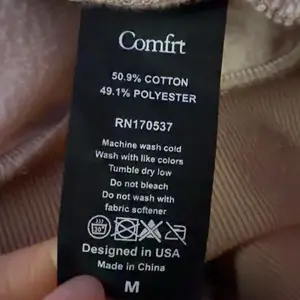 Comfrt
50.9% COTTON
49.1% POLYESTER
RN170537
Machine wash cold
Wash with like colors
Tumble dry low
Do not bleach
Do not wash with
fabric softener
30°
Designed in USA
Made in China
M